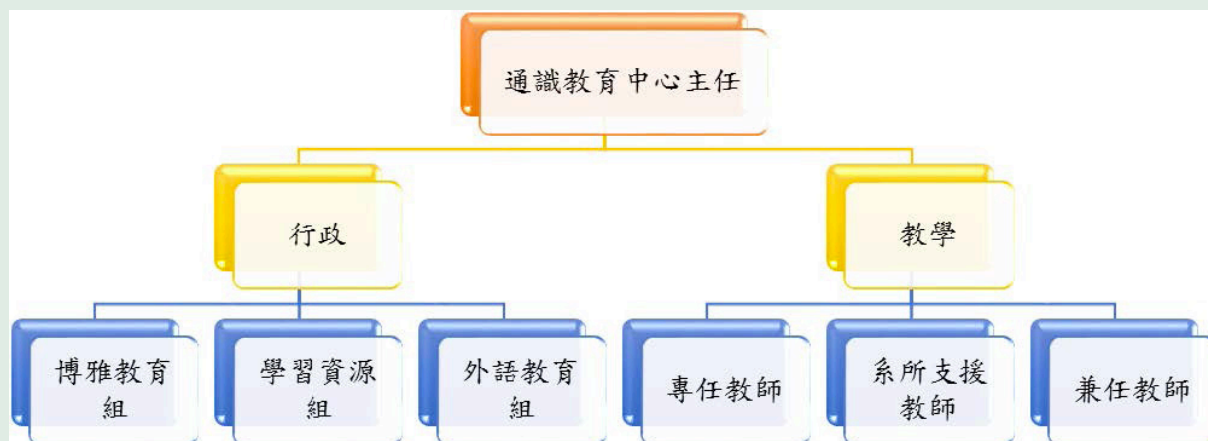 通識教育中心主任
行政
教學
博雅教育
組
學習資源
組
外語教育
組
專任教師
系所支援
教師
兼任教師